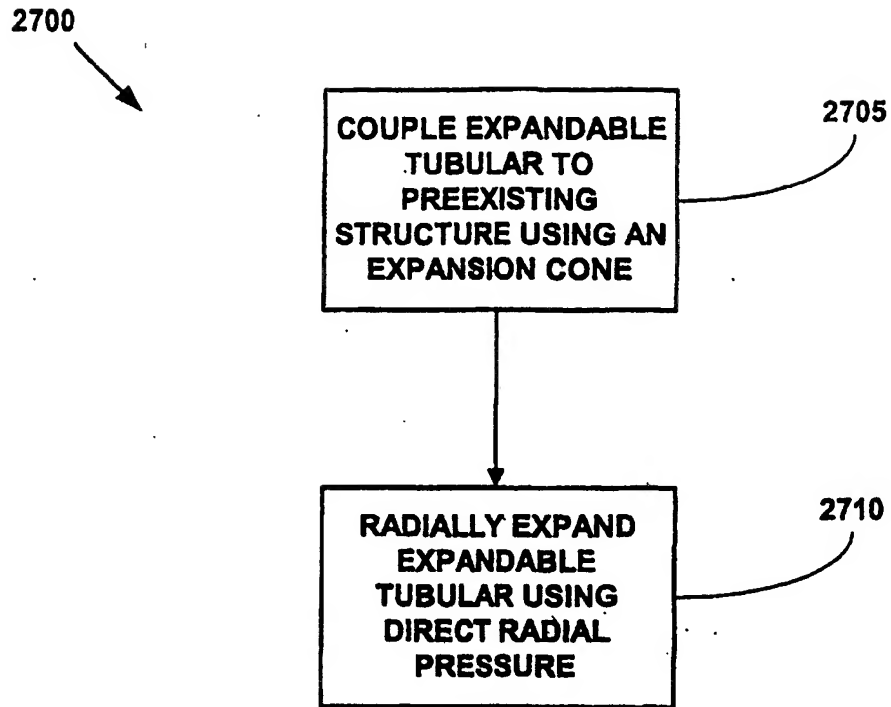 2700
2705
COUPLE EXPANDABLE
TUBULAR TO
PREEXISTING
STRUCTURE USING AN
EXPANSION CONE
2710
RADIALLY EXPAND
EXPANDABLE
TUBULAR USING
DIRECT RADIAL
PRESSURE